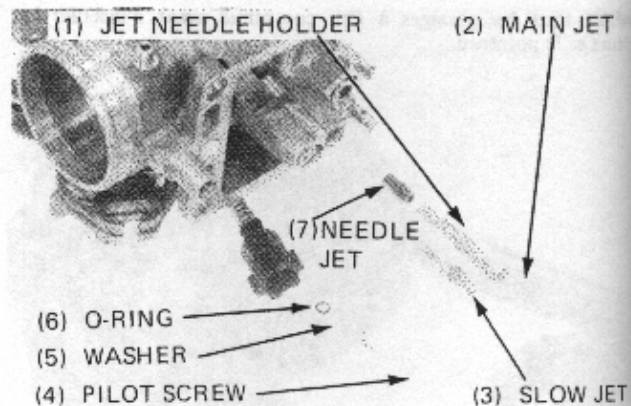 (1) JET NEEDLE HOLDER
(2) MAIN JET
(7) NEEDLE
JET
(6) O-RING
(5) WASHER
(4) PILOT SCREW
(3) SLOW JET